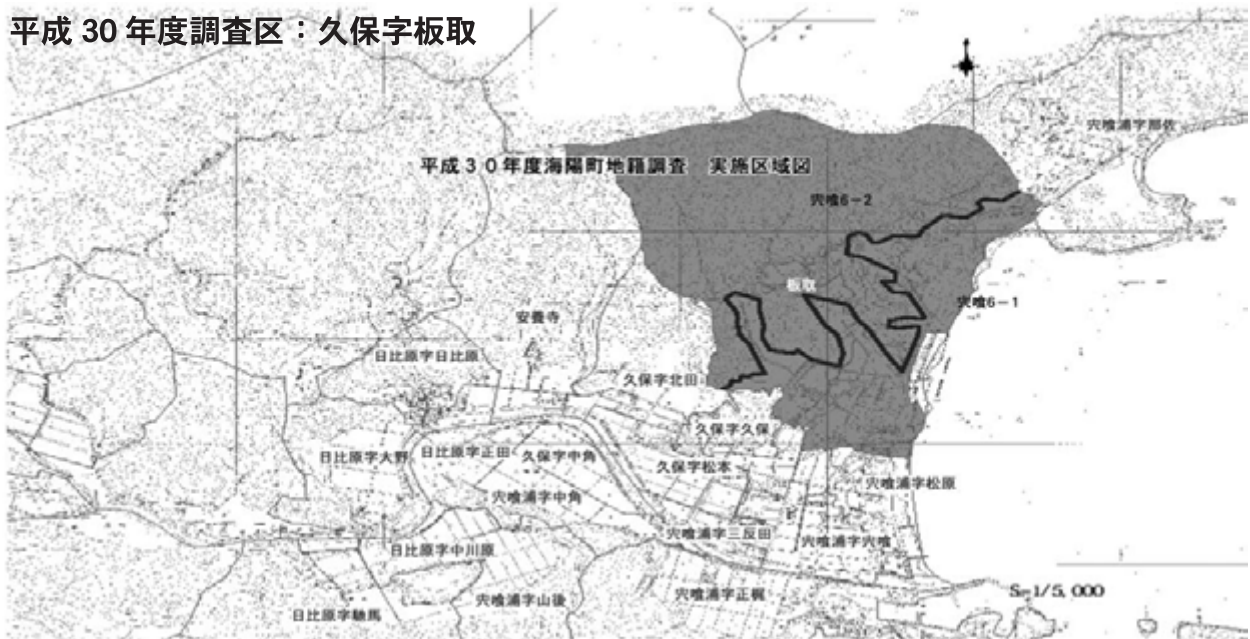 平成 30 年度調査区：久保字板取
宍喰浦字那佐
平成３０年度海陽町地籍調査　実施区域図
宍喰6-2
板取
宍喰6-1
安養寺
日比原字日比原
久保字北田
久保字久保
日比原字大野
日比原字正田
久保字中角
久保字松本
宍喰浦字松原
宍喰浦字中角
宍喰浦字三反田
宍喰浦字宍喰
日比原字中川原
宍喰浦字山後
宍喰浦字正梶
S=1/5,000
日比原字馳馬